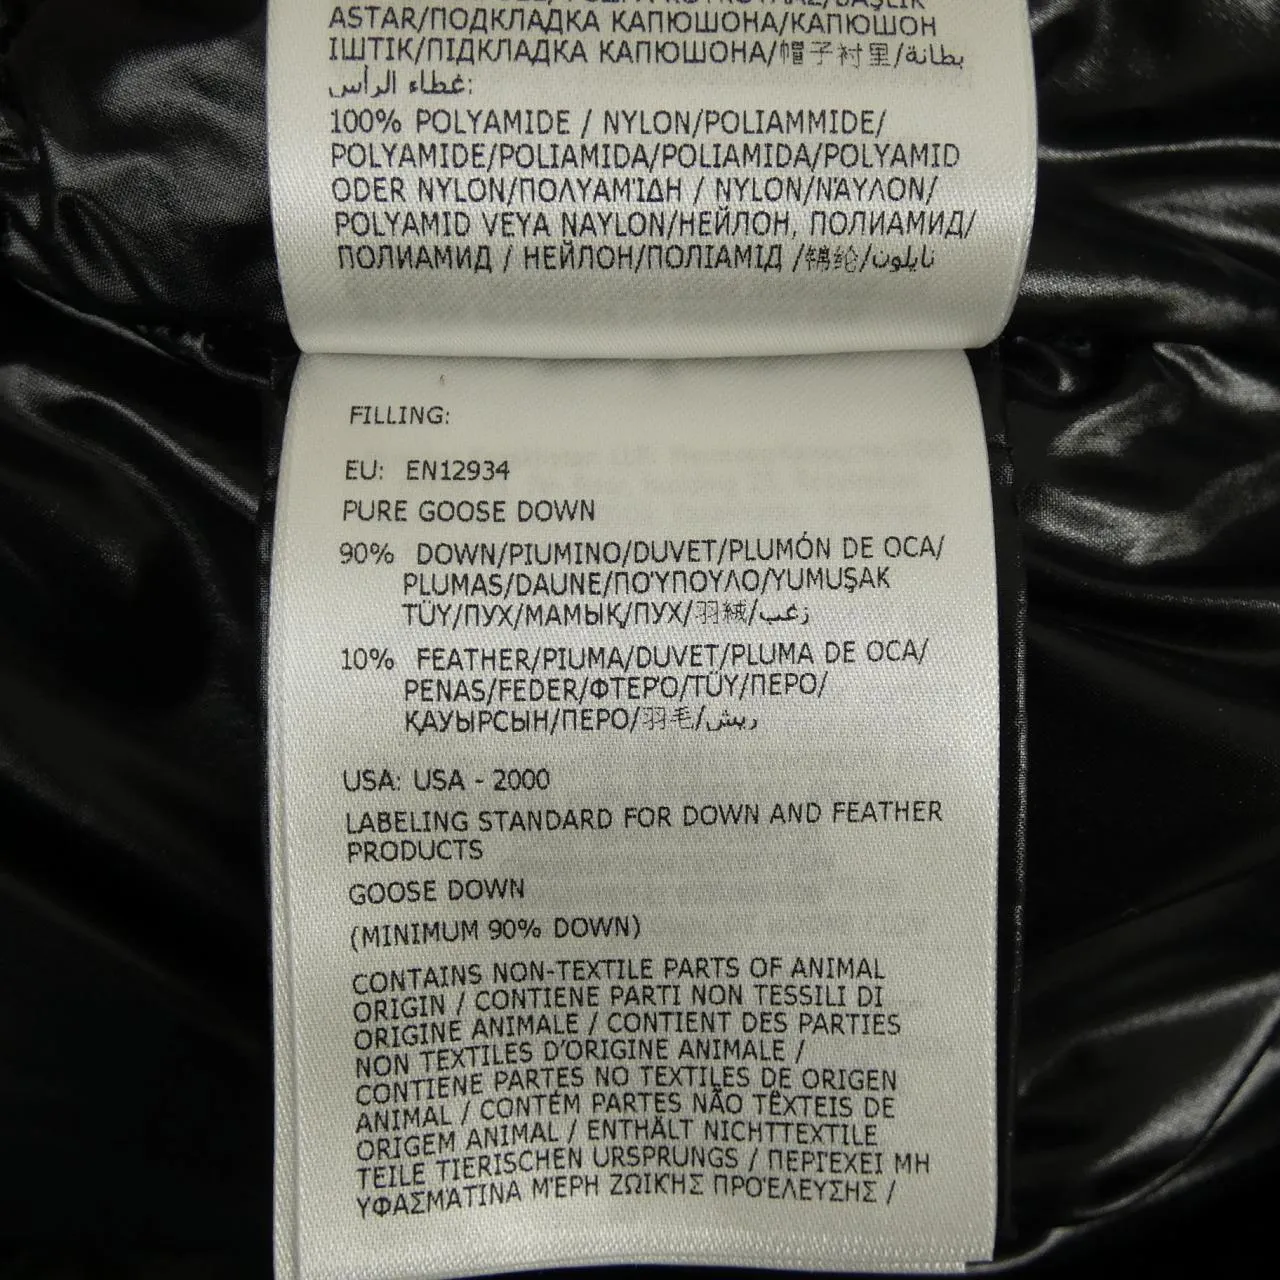 ASTAR/ПОДКЛАДКА КАПЮШОНА/КАПЮШОН
ІШТІК/ПІДКЛАДКА КАПЮШОНА/帽子衬里/بطانة
غطاء الرأس:
100% POLYAMIDE / NYLON/POLIAMMIDE/
POLYAMIDE/POLIAMIDA/POLIAMIDA/POLYAMID
ODER NYLON/ΠΟΛΥΑΜΊΔΗ / NYLON/ΝΆΥΛΟΝ/
POLYAMID VEYA NAYLON/НЕЙЛОН, ПОЛИАМИД/
ПОЛИАМИД / НЕЙЛОН/ПОЛІАМІД /锦纶/نايلون
FILLING:
EU: EN12934
PURE GOOSE DOWN
90% DOWN/PIUMINO/DUVET/PLUMÓN DE OCA/
PLUMAS/DAUNE/ΠΟΎΠΟΥΛΟ/YUMUŞAK
TÜY/ПУХ/МАМЫҚ/ПУХ/羽絨/زغب
10% FEATHER/PIUMA/DUVET/PLUMA DE OCA/
PENAS/FEDER/ΦΤΕΡΌ/TÜY/ПЕРО/
ҚАУЫРСЫН/ПЕРО/羽毛/ريش
USA: USA - 2000
LABELING STANDARD FOR DOWN AND FEATHER
PRODUCTS
GOOSE DOWN
(MINIMUM 90% DOWN)
CONTAINS NON-TEXTILE PARTS OF ANIMAL
ORIGIN / CONTIENE PARTI NON TESSILI DI
ORIGINE ANIMALE / CONTIENT DES PARTIES
NON TEXTILES D'ORIGINE ANIMALE /
CONTIENE PARTES NO TEXTILES DE ORIGEN
ANIMAL / CONTÉM PARTES NÃO TÊXTEIS DE
ORIGEM ANIMAL / ENTHÄLT NICHTTEXTILE
TEILE TIERISCHEN URSPRUNGS / ΠΕΡΙΈΧΕΙ ΜΗ
ΥΦΑΣΜΆΤΙΝΑ ΜΈΡΗ ΖΩΙΚΉΣ ΠΡΟΈΛΕΥΣΗΣ /